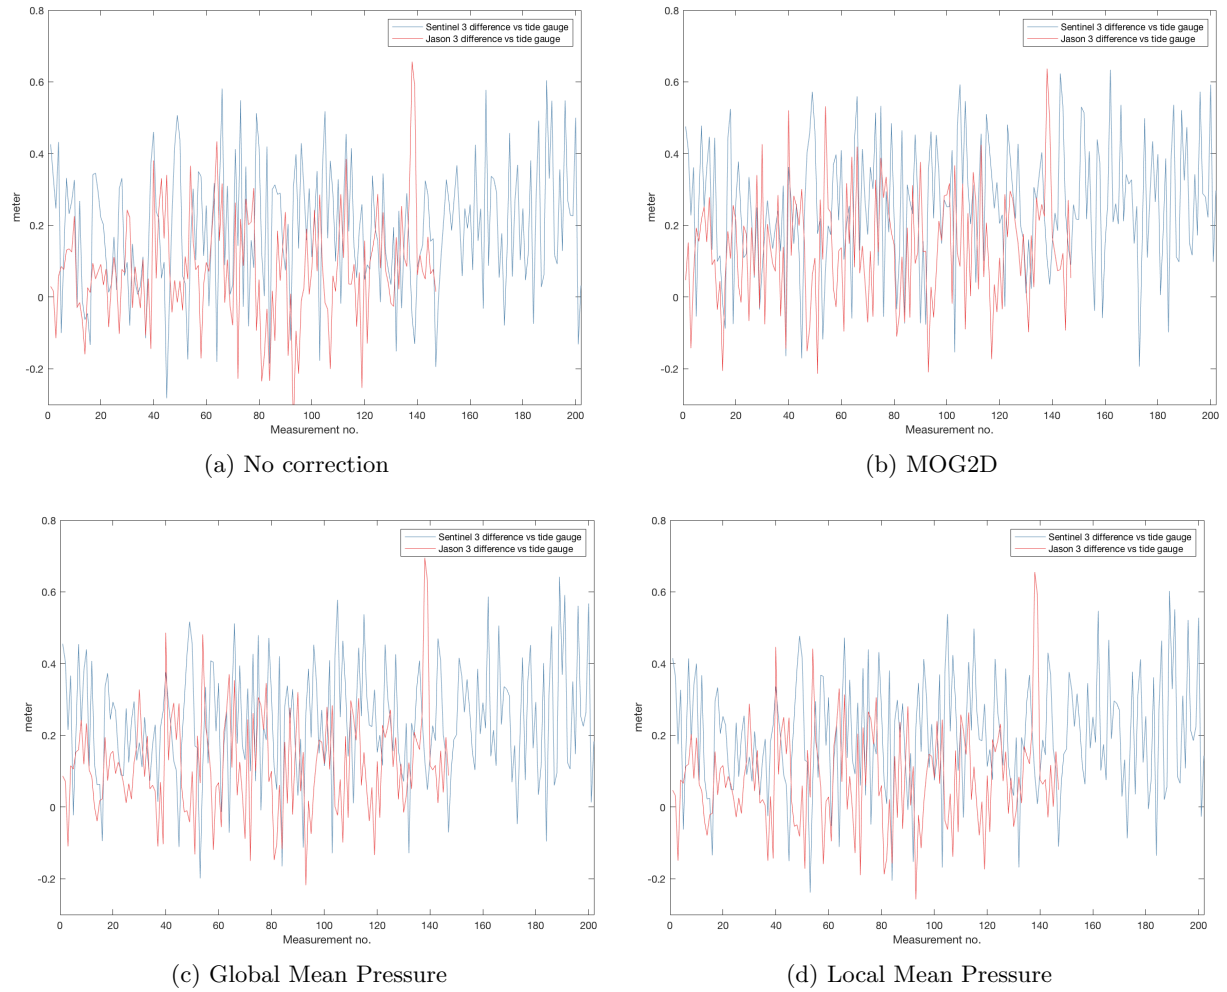 0.8
Sentinel 3 difference vs tide gauge
Jason 3 difference vs tide gauge
0.6
0.4
meter
0.2
0
-0.2
0 20 40 60 80 100 120 140 160 180 200
Measurement no.
(a) No correction
0.8
Sentinel 3 difference vs tide gauge
Jason 3 difference vs tide gauge
0.6
0.4
meter
0.2
0
-0.2
0 20 40 60 80 100 120 140 160 180 200
Measurement no.
(b) MOG2D
0.8
Sentinel 3 difference vs tide gauge
Jason 3 difference vs tide gauge
0.6
0.4
meter
0.2
0
-0.2
0 20 40 60 80 100 120 140 160 180 200
Measurement no.
(c) Global Mean Pressure
0.8
Sentinel 3 difference vs tide gauge
Jason 3 difference vs tide gauge
0.6
0.4
meter
0.2
0
-0.2
0 20 40 60 80 100 120 140 160 180 200
Measurement no.
(d) Local Mean Pressure